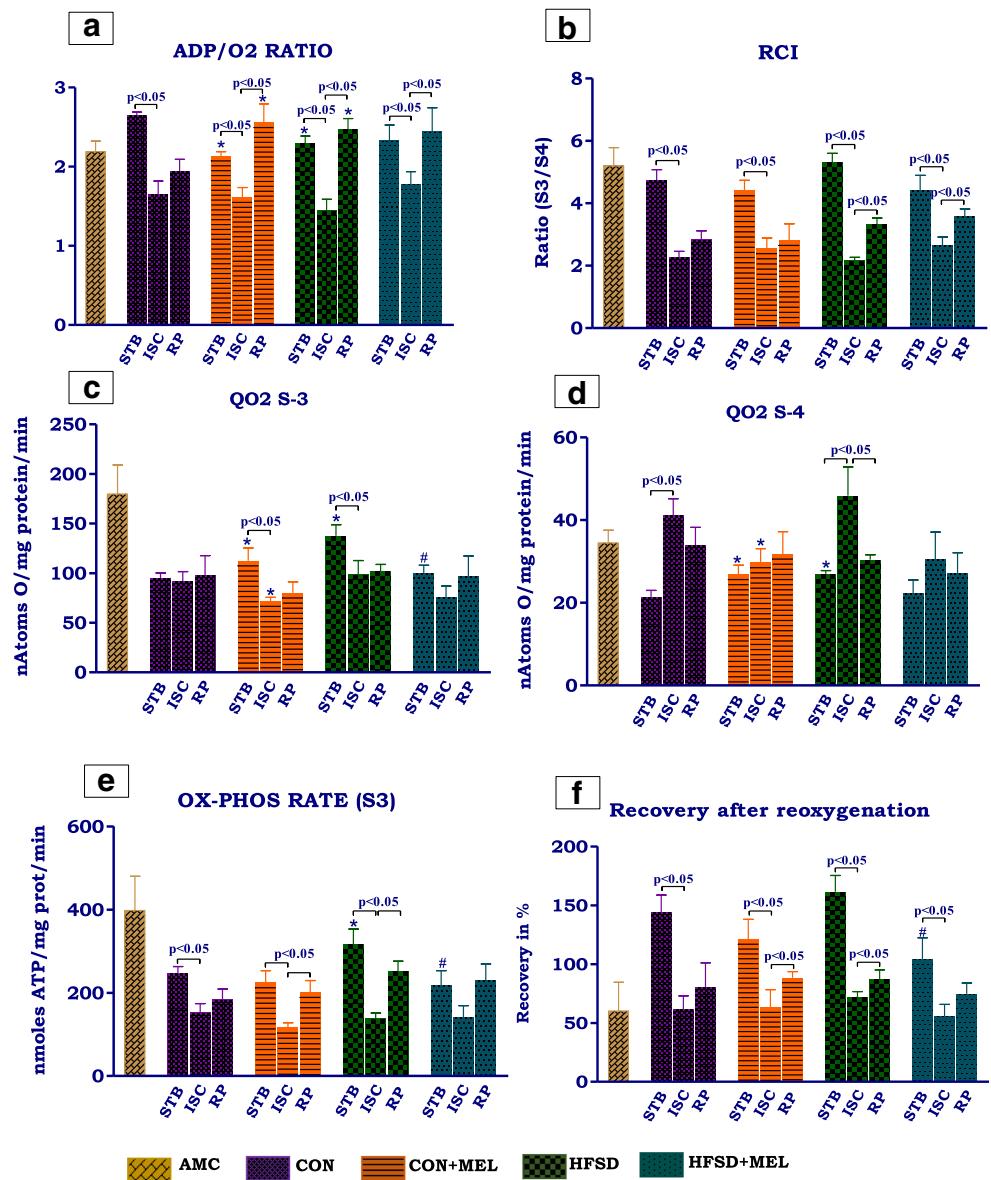 a
ADP/O2 RATIO
3
2
1
0
p<0.05
p<0.05
p<0.05
p<0.05
p<0.05
p<0.05
p<0.05
*
*
*
*
STB ISC RP STB ISC RP STB ISC RP STB ISC RP
b
RCI
Ratio (S3/S4)
8
6
4
2
0
p<0.05
p<0.05
p<0.05
p<0.05
p<0.05
p<0.05
STB ISC RP STB ISC RP STB ISC RP STB ISC RP
c
QO2 S-3
nAtoms O/mg protein/min
250
200
150
100
50
0
p<0.05
p<0.05
*
*
*
#
STB ISC RP STB ISC RP STB ISC RP STB ISC RP
d
QO2 S-4
nAtoms O/mg protein/min
60
40
20
0
p<0.05
p<0.05
*
*
*
STB ISC RP STB ISC RP STB ISC RP STB ISC RP
e
OX-PHOS RATE (S3)
nmoles ATP/mg prot/min
600
400
200
0
p<0.05
p<0.05
p<0.05
*
#
STB ISC RP STB ISC RP STB ISC RP STB ISC RP
f
Recovery after reoxygenation
Recovery in %
200
150
100
50
0
p<0.05
p<0.05
p<0.05
p<0.05
p<0.05
p<0.05
#
STB ISC RP STB ISC RP STB ISC RP STB ISC RP
AMC CON CON+MEL HFSD HFSD+MEL